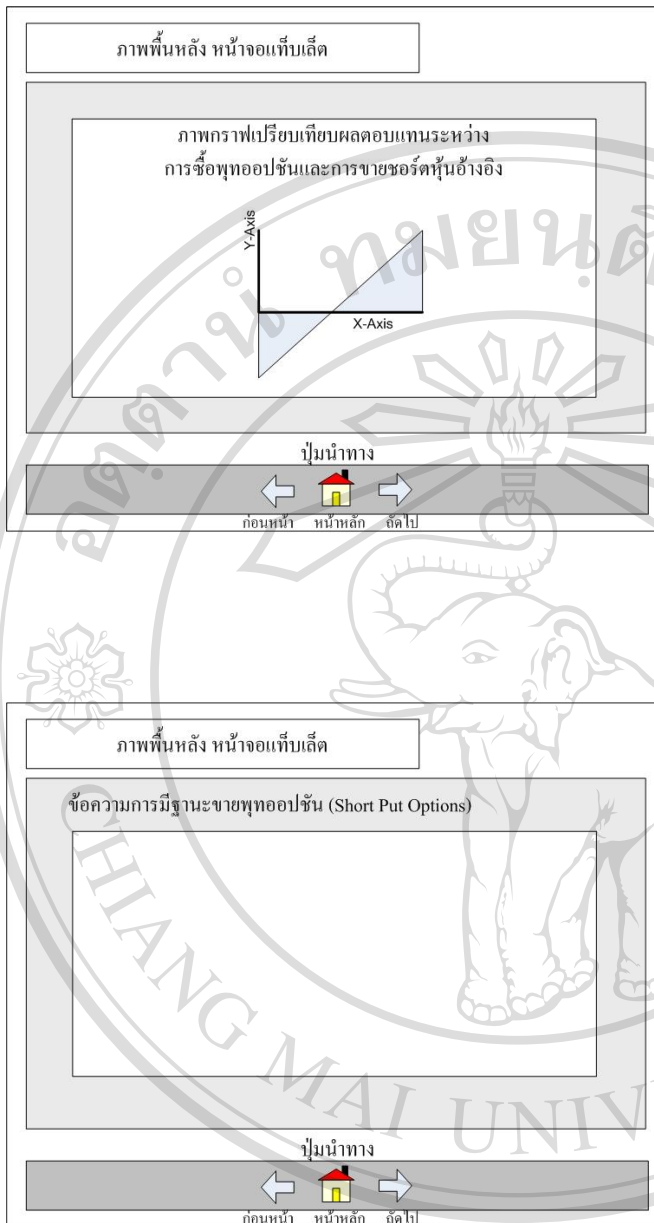 ภาพพื้นหลัง หน้าจอแท็บเล็ต
ภาพกราฟเปรียบเทียบผลตอบแทนระหว่าง
การซื้อพุทออปชันและการขายชอร์ตหุ้นอ้างอิง
Y-Axis
X-Axis
ปุ่มนำทาง
ก่อนหน้า หน้าหลัก ถัดไป
ภาพพื้นหลัง หน้าจอแท็บเล็ต
ข้อความการมีฐานะขายพุทออปชัน (Short Put Options)
ปุ่มนำทาง
ก่อนหน้า หน้าหลัก ถัดไป
CHIANG MAI UNIV